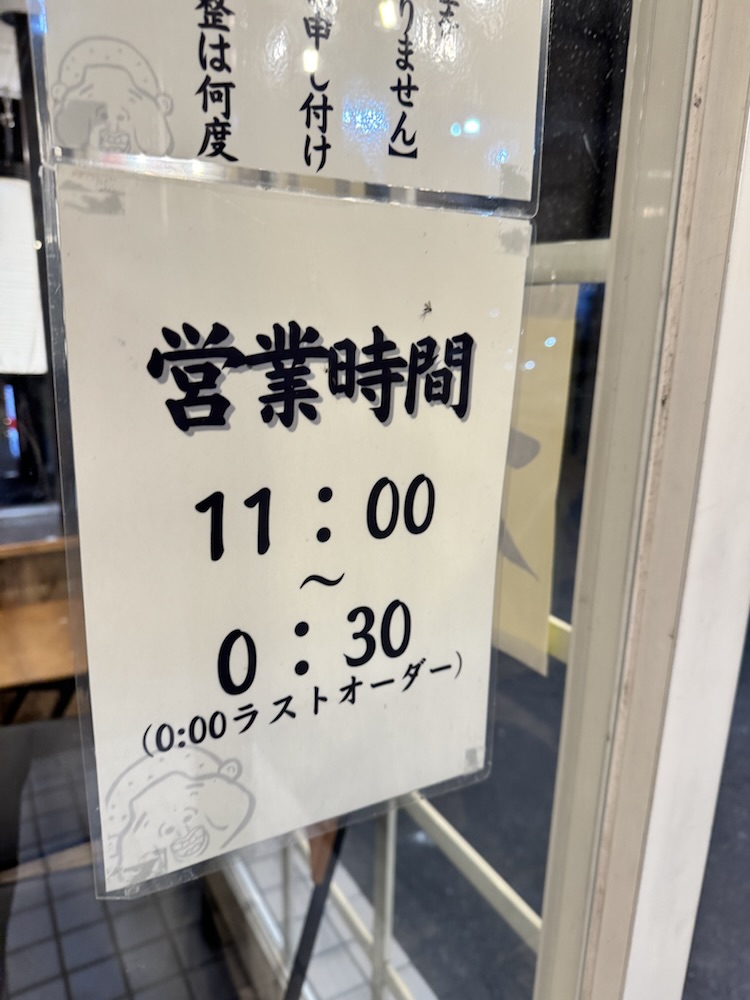 りません】
申し付け
整は何度
営業時間
11:00
〜
0:30
(0:00ラストオーダー)